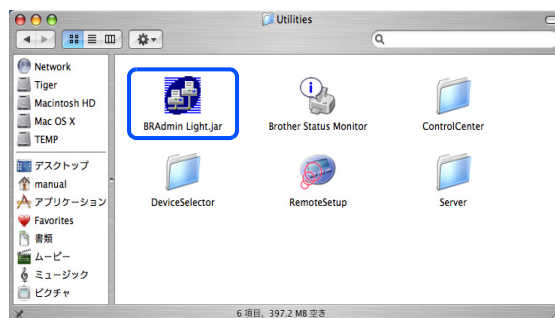 Utilities
Network
Tiger
Macintosh HD
Mac OS X
TEMP
デスクトップ
manual
アプリケーション
Favorites
書類
ムービー
ミュージック
ピクチャ
BRAdmin Light.jar
Brother Status Monitor
ControlCenter
DeviceSelector
RemoteSetup
Server
6 項目、397.2 MB 空き